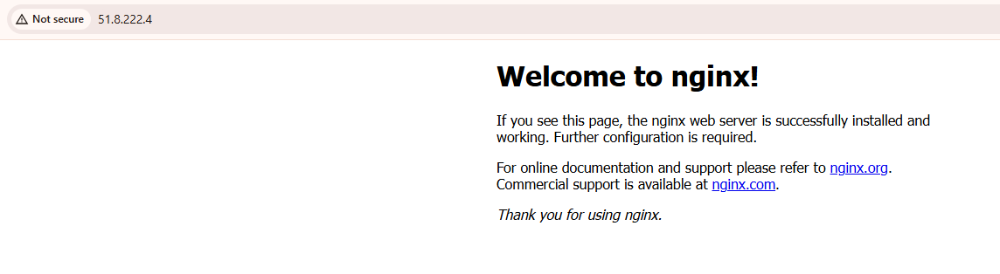 Not secure 51.8.222.4
Welcome to nginx!
If you see this page, the nginx web server is successfully installed and
working. Further configuration is required.
For online documentation and support please refer to nginx.org.
Commercial support is available at nginx.com.
Thank you for using nginx.